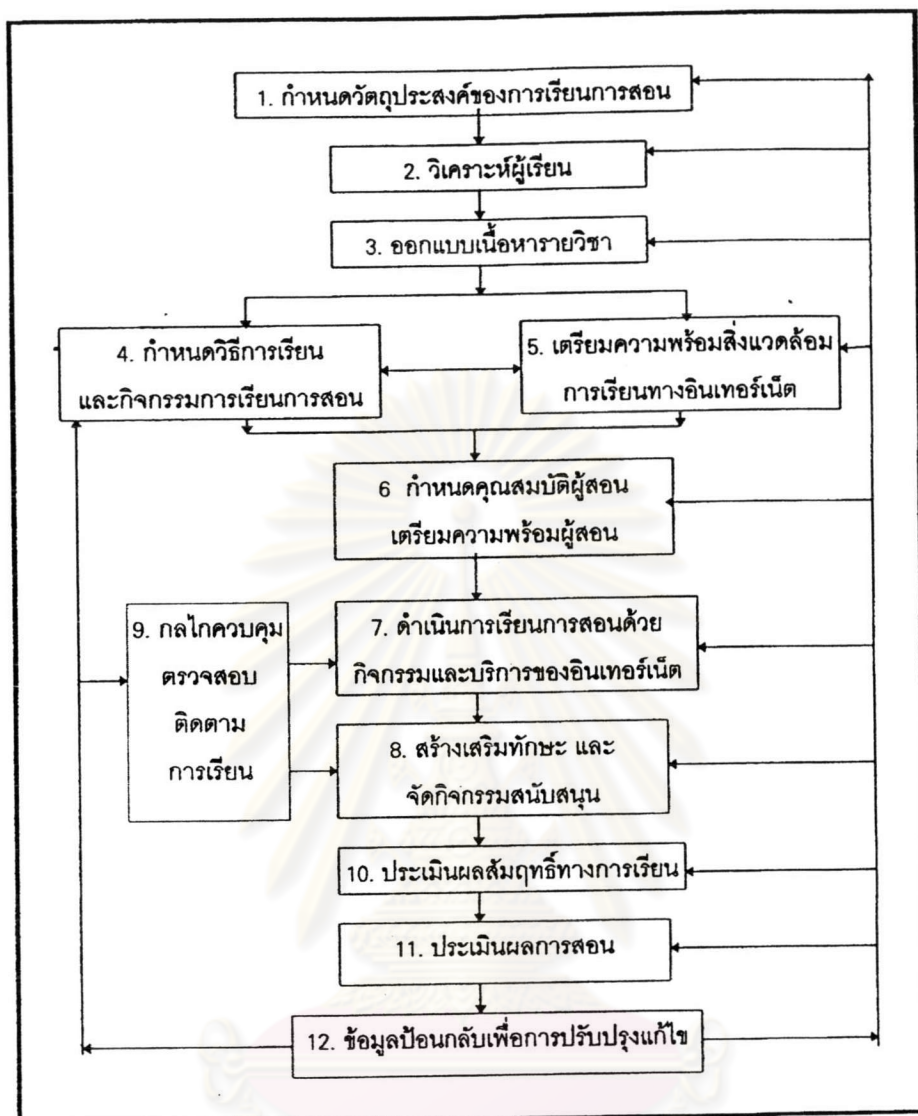 1. กำหนดวัตถุประสงค์ของการเรียนการสอน
2. วิเคราะห์ผู้เรียน
3. ออกแบบเนื้อหารายวิชา
4. กำหนดวิธีการเรียน
และกิจกรรมการเรียนการสอน
5. เตรียมความพร้อมสิ่งแวดล้อม
การเรียนทางอินเทอร์เน็ต
6 กำหนดคุณสมบัติผู้สอน
เตรียมความพร้อมผู้สอน
7. ดำเนินการเรียนการสอนด้วย
กิจกรรมและบริการของอินเทอร์เน็ต
8. สร้างเสริมทักษะ และ
จัดกิจกรรมสนับสนุน
9. กลไกควบคุม
ตรวจสอบ
ติดตาม
การเรียน
10. ประเมินผลสัมฤทธิ์ทางการเรียน
11. ประเมินผลการสอน
12. ข้อมูลป้อนกลับเพื่อการปรับปรุงแก้ไข